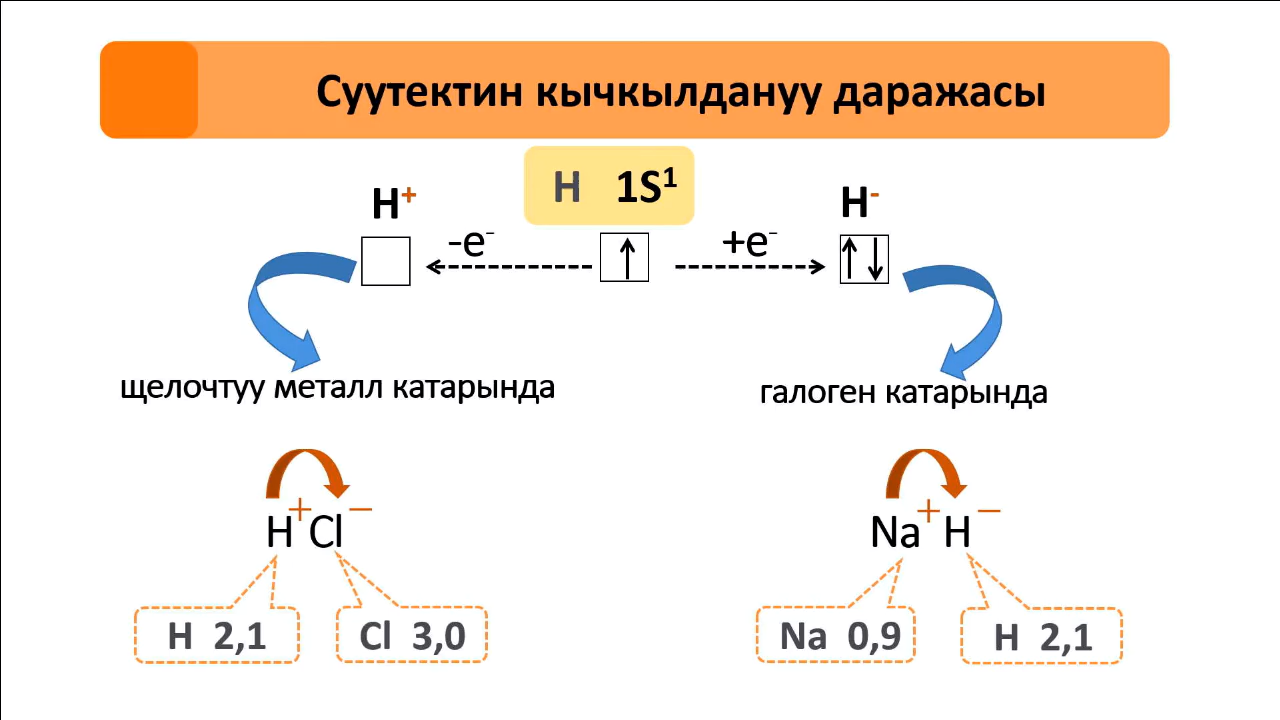 Суутектин кычкылдануу даражасы
H 1S¹
H⁺
H⁻
-e⁻
+e⁻
щелочтуу металл катарында
галоген катарында
H⁺Cl⁻
Na⁺H⁻
H 2,1
Cl 3,0
Na 0,9
H 2,1